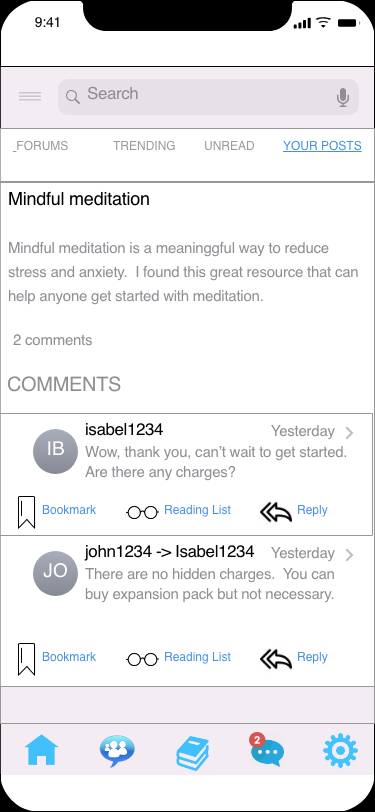 9:41
Search
FORUMS TRENDING UNREAD YOUR POSTS
Mindful meditation
Mindful meditation is a meaninggful way to reduce
stress and anxiety.  I found this great resource that can
help anyone get started with meditation.
2 comments
COMMENTS
IB
isabel1234 Yesterday
Wow, thank you, can’t wait to get started.
Are there any charges?
Bookmark Reading List Reply
JO
john1234 -> Isabel1234 Yesterday
There are no hidden charges.  You can
buy expansion pack but not necessary.
Bookmark Reading List Reply
2